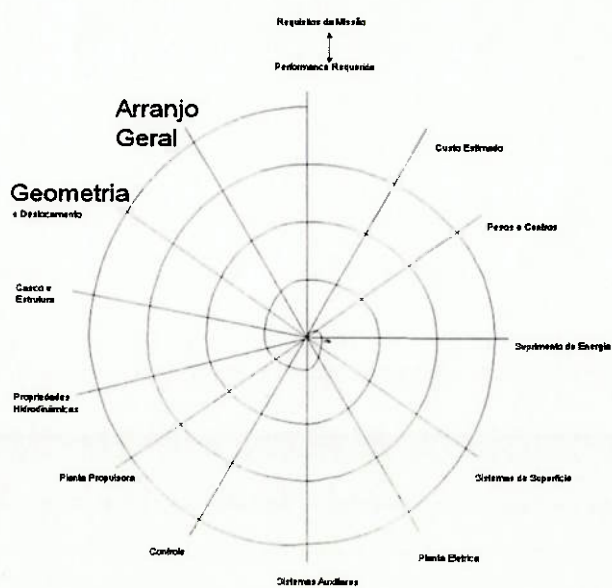 Requisitos da Missão
Performance Requerida
Arranjo
Geral
Custo Estimado
Geometria
e Deslocamento
Pesos e Centros
Casco e
Estrutura
Suprimento de Energia
Propriedades
Hidrodinâmicas
Planta Propulsora
Sistemas de Superfície
Controle
Planta Elétrica
Sistemas Auxiliares